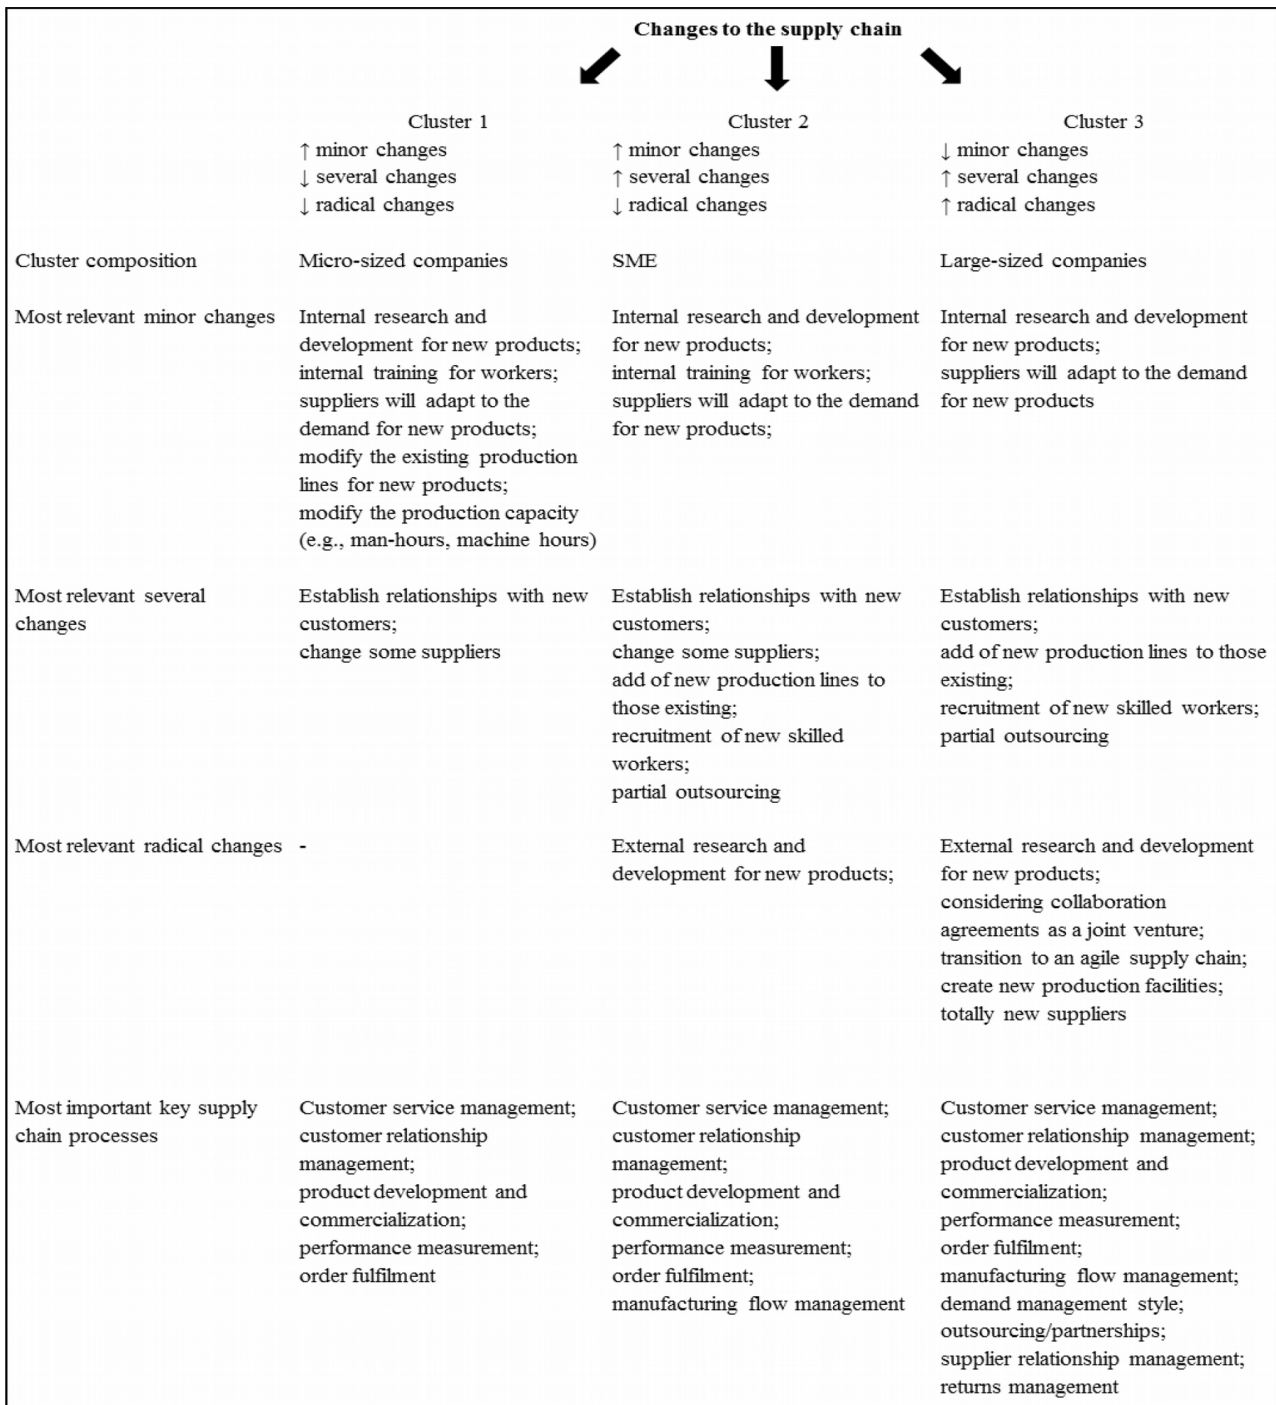 Changes to the supply chain
Cluster 1
↑ minor changes
↓ several changes
↓ radical changes
Cluster 2
↑ minor changes
↑ several changes
↓ radical changes
Cluster 3
↓ minor changes
↑ several changes
↑ radical changes
Cluster composition
Micro-sized companies
SME
Large-sized companies
Most relevant minor changes
Internal research and
development for new products;
internal training for workers;
suppliers will adapt to the
demand for new products;
modify the existing production
lines for new products;
modify the production capacity
(e.g., man-hours, machine hours)
Internal research and development
for new products;
internal training for workers;
suppliers will adapt to the demand
for new products;
Internal research and development
for new products;
suppliers will adapt to the demand
for new products
Most relevant several
changes
Establish relationships with new
customers;
change some suppliers
Establish relationships with new
customers;
change some suppliers;
add of new production lines to
those existing;
recruitment of new skilled
workers;
partial outsourcing
Establish relationships with new
customers;
add of new production lines to those
existing;
recruitment of new skilled workers;
partial outsourcing
Most relevant radical changes
-
External research and
development for new products;
External research and development
for new products;
considering collaboration
agreements as a joint venture;
transition to an agile supply chain;
create new production facilities;
totally new suppliers
Most important key supply
chain processes
Customer service management;
customer relationship
management;
product development and
commercialization;
performance measurement;
order fulfilment
Customer service management;
customer relationship
management;
product development and
commercialization;
performance measurement;
order fulfilment;
manufacturing flow management
Customer service management;
customer relationship management;
product development and
commercialization;
performance measurement;
order fulfilment;
manufacturing flow management;
demand management style;
outsourcing/partnerships;
supplier relationship management;
returns management